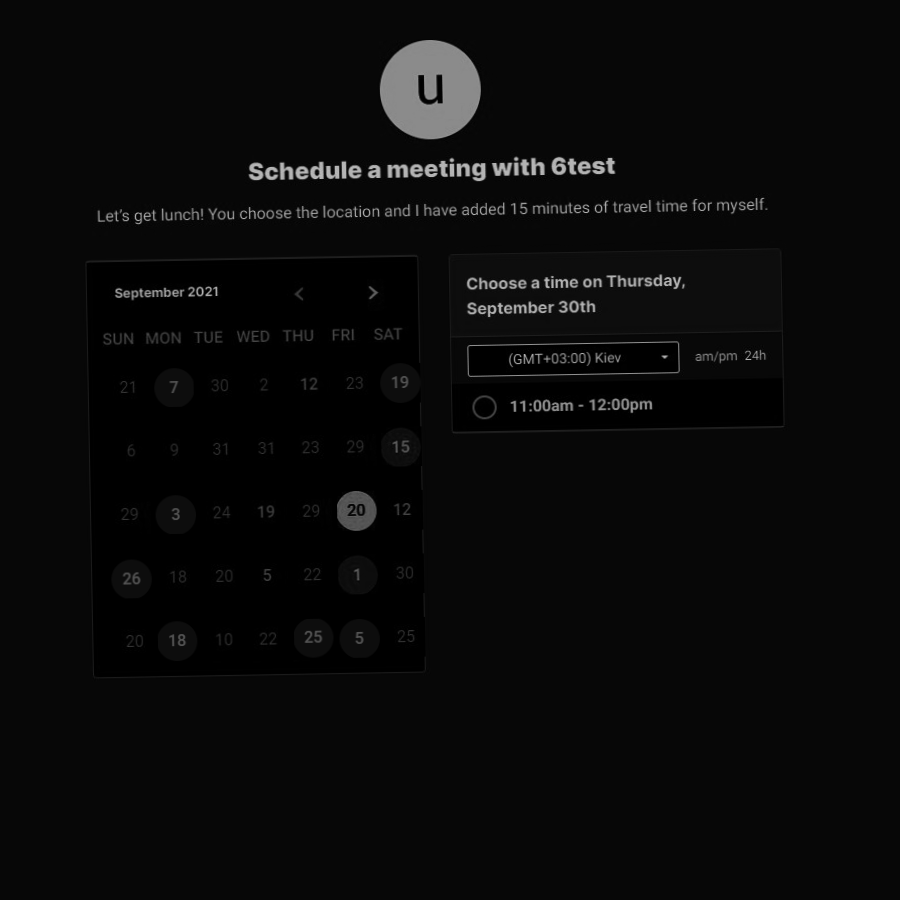 u
Schedule a meeting with 6test
Let's get lunch! You choose the location and I have added 15 minutes of travel time for myself.
September 2021
SUN MON TUE WED THU FRI SAT
21 7 30 2 12 23 19
6 9 31 31 23 29 15
29 3 24 19 29 20 12
26 18 20 5 22 1 30
20 18 10 22 25 5 25
Choose a time on Thursday,
September 30th
(GMT+03:00) Kiev am/pm 24h
11:00am - 12:00pm